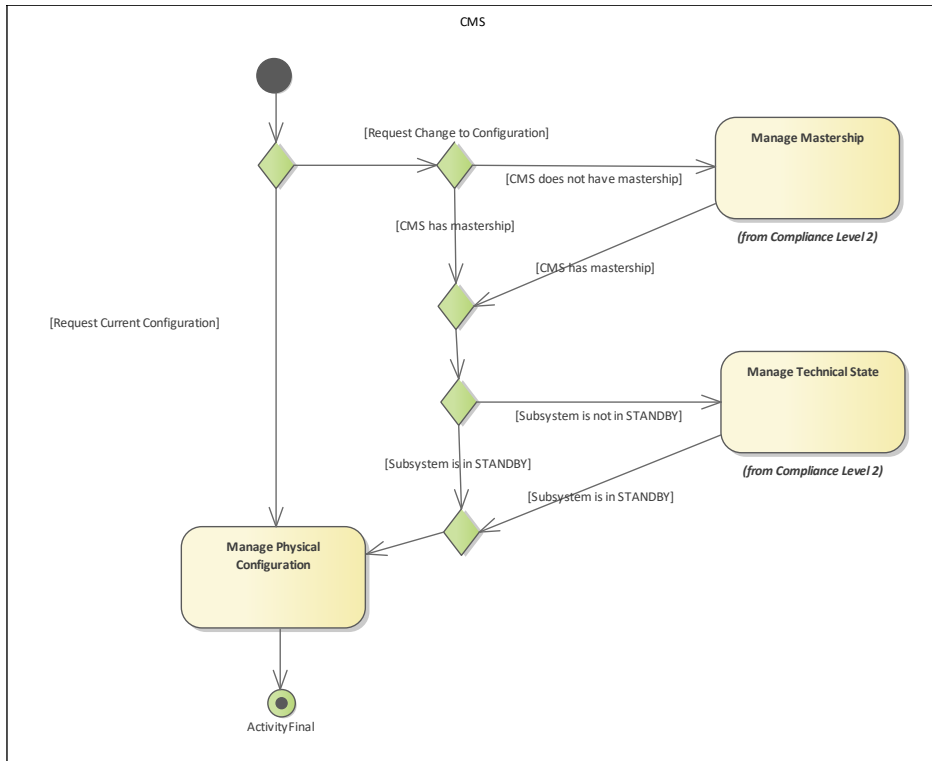 CMS
[Request Change to Configuration]
Manage Mastership
[CMS does not have mastership]
[CMS has mastership]
(from Compliance Level 2)
[CMS has mastership]
[Request Current Configuration]
Manage Technical State
[Subsystem is not in STANDBY]
[Subsystem is in STANDBY]
(from Compliance Level 2)
[Subsystem is in STANDBY]
Manage Physical
Configuration
ActivityFinal